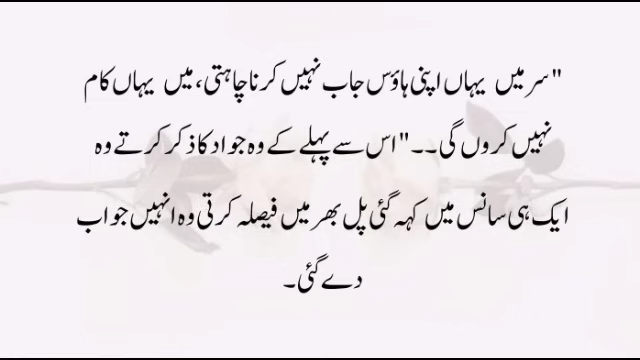 "سر میں یہاں اپنی ہاؤس جاب نہیں کرنا چاہتی، میں یہاں کام
نہیں کروں گی۔۔" اس سے پہلے کے وہ جواد کا ذکر کرتے وہ
ایک ہی سانس میں کہہ گئی پل بھر میں فیصلہ کرتی وہ انہیں جواب
دے گئی۔